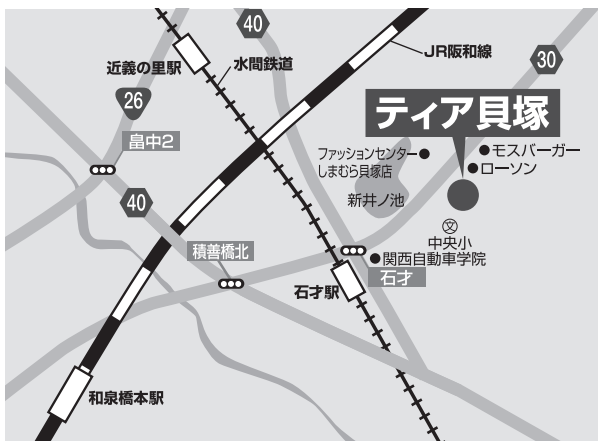 40
近義の里駅
水間鉄道
JR阪和線
30
26
ティア貝塚
畠中2
ファッションセンター
しまむら貝塚店
モスバーガー
ローソン
新井ノ池
40
文
中央小
積善橋北
関西自動車学院
石才
石才駅
和泉橋本駅